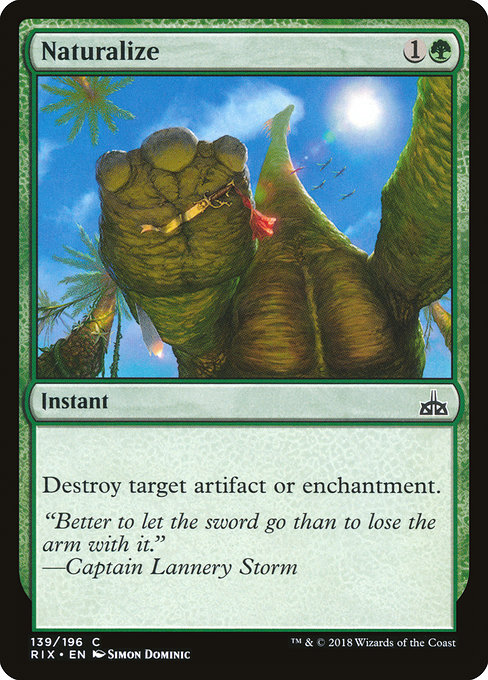 Naturalize 1
Instant
Destroy target artifact or enchantment.
“Better to let the sword go than to lose the
arm with it.”
—Captain Lannery Storm
139/196 C
™ & © 2018 Wizards of the Coast
RIX • EN Simon Dominic